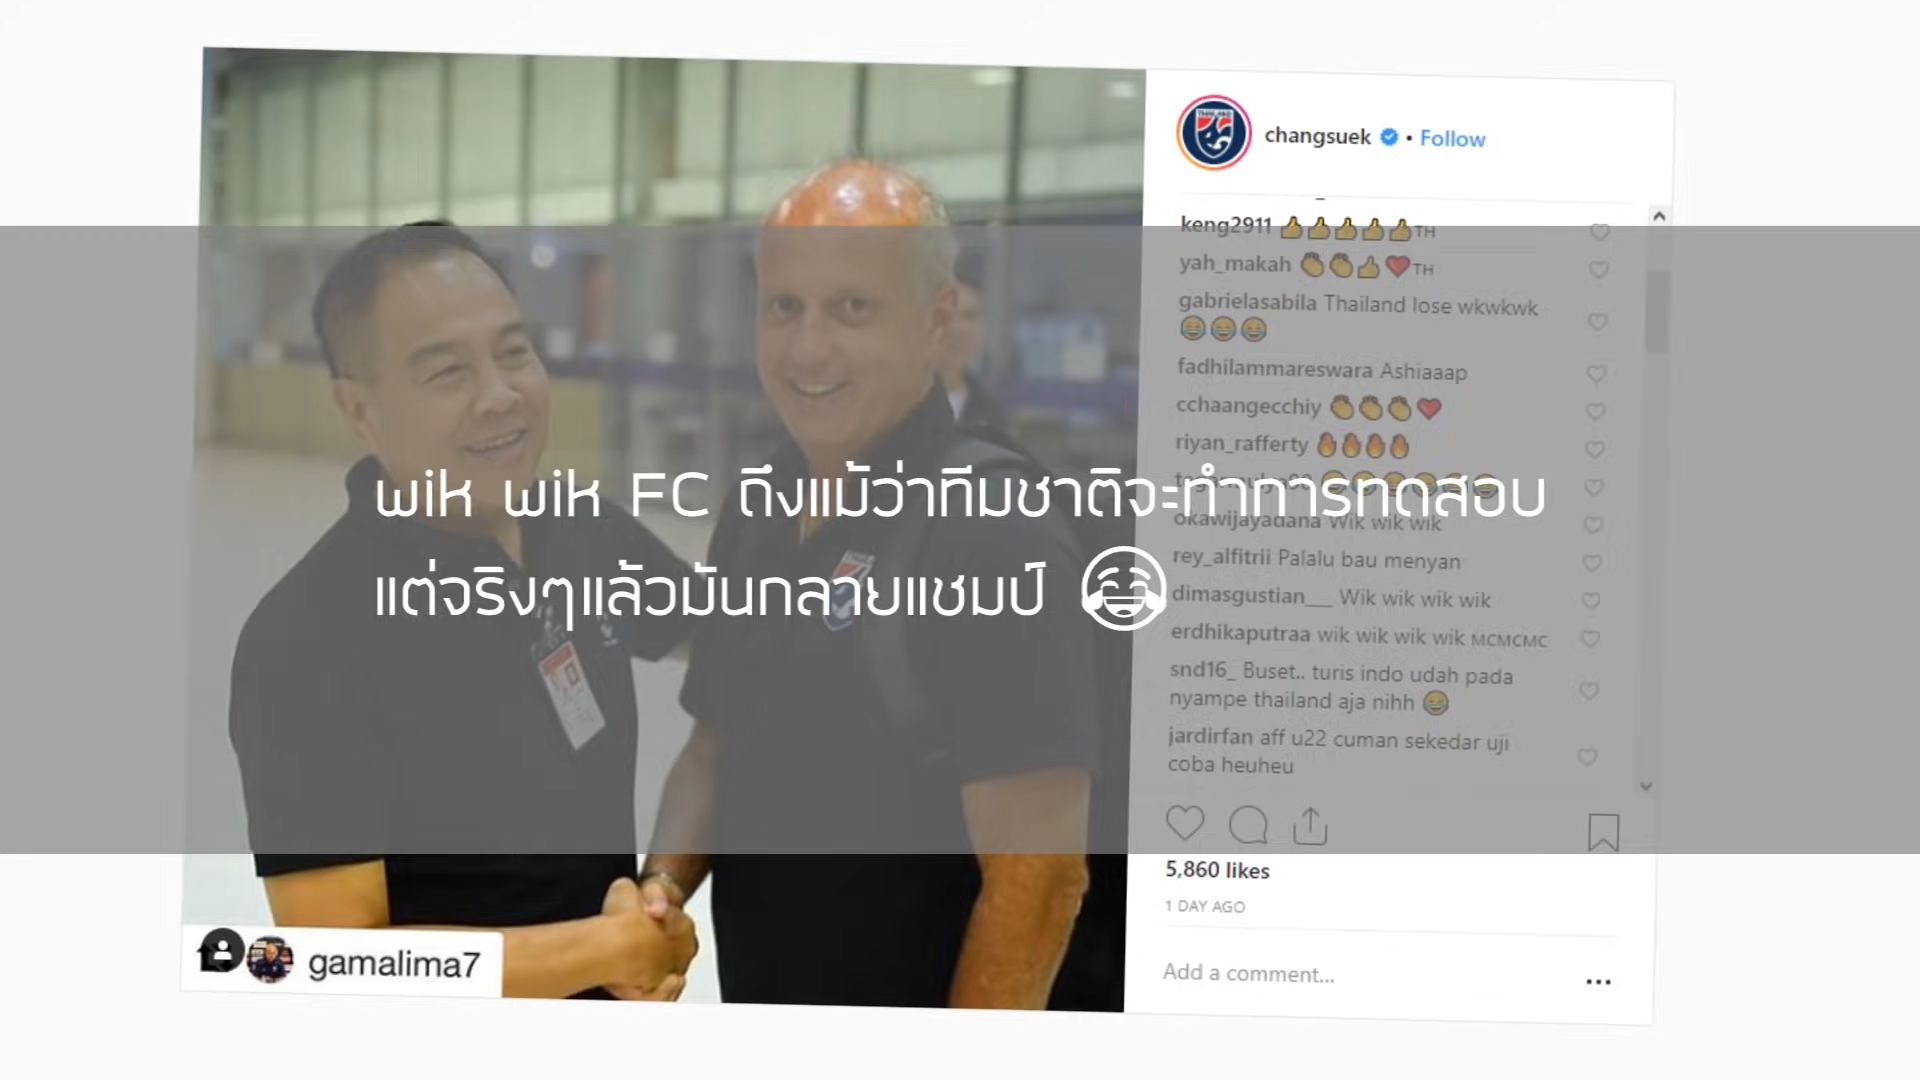 changsuek • Follow
keng2911 👍👍👍👍👍TH
yah_makah 👏👏👍❤️TH
gabrielasabila Thailand lose wkwkwk
😂😂😂
fadhilammareswara Ashiaaap
cchaangecchiy 👏👏👏❤️
riyan_rafferty 🔥🔥🔥🔥
wik wik FC ถึงแม้ว่าทีมชาติจะทำการทดสอบ
แต่จริงๆแล้วมันกลายแชมป์ 😂
okawijayadana Wik wik wik
rey_alfitrii Palalu bau menyan
dimasgustian___ Wik wik wik wik
erdhikaputraa wik wik wik wik MCMCMC
snd16_ Buset.. turis indo udah pada
nyampe thailand aja nihh 😂
jardirfan aff u22 cuman sekedar uji
coba heuheu
5,860 likes
1 DAY AGO
Add a comment...
gamalima7
THAILAND